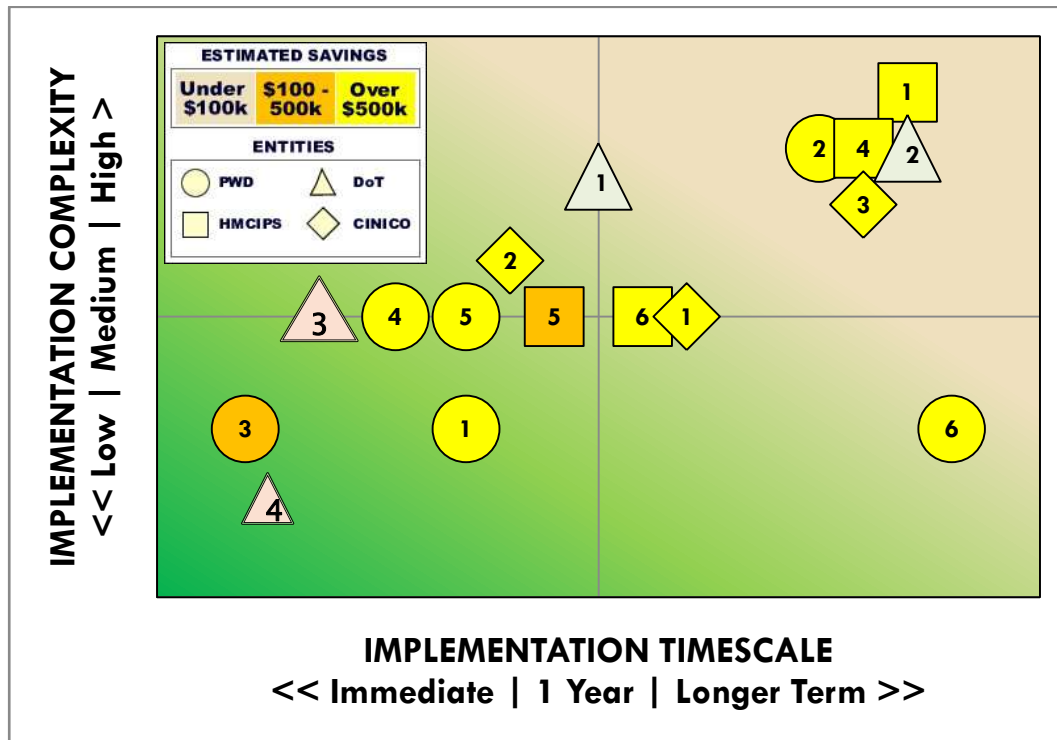 ESTIMATED SAVINGS
Under $100k
$100 - 500k
Over $500k
ENTITIES
PWD
DoT
HMCIPS
CINICO
1
2
4
2
3
1
2
3
4
5
5
6
1
3
1
6
4
IMPLEMENTATION COMPLEXITY
<< Low | Medium | High >
IMPLEMENTATION TIMESCALE
<< Immediate | 1 Year | Longer Term >>